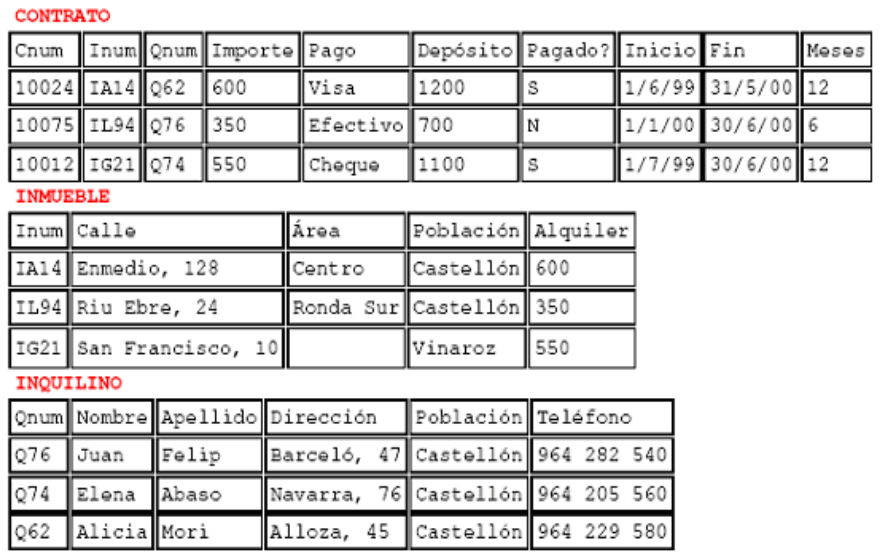 CONTRATO
Cnum Inum Qnum Importe Pago Depósito Pagado? Inicio Fin Meses
10024 IA14 Q62 600 Visa 1200 S 1/6/99 31/5/00 12
10075 IL94 Q76 350 Efectivo 700 N 1/1/00 30/6/00 6
10012 IG21 Q74 550 Cheque 1100 S 1/7/99 30/6/00 12
INMUEBLE
Inum Calle Área Población Alquiler
IA14 Enmedio, 128 Centro Castellón 600
IL94 Riu Ebre, 24 Ronda Sur Castellón 350
IG21 San Francisco, 10 Vinaroz 550
INQUILINO
Qnum Nombre Apellido Dirección Población Teléfono
Q76 Juan Felip Barceló, 47 Castellón 964 282 540
Q74 Elena Abaso Navarra, 76 Castellón 964 205 560
Q62 Alicia Mori Alloza, 45 Castellón 964 229 580